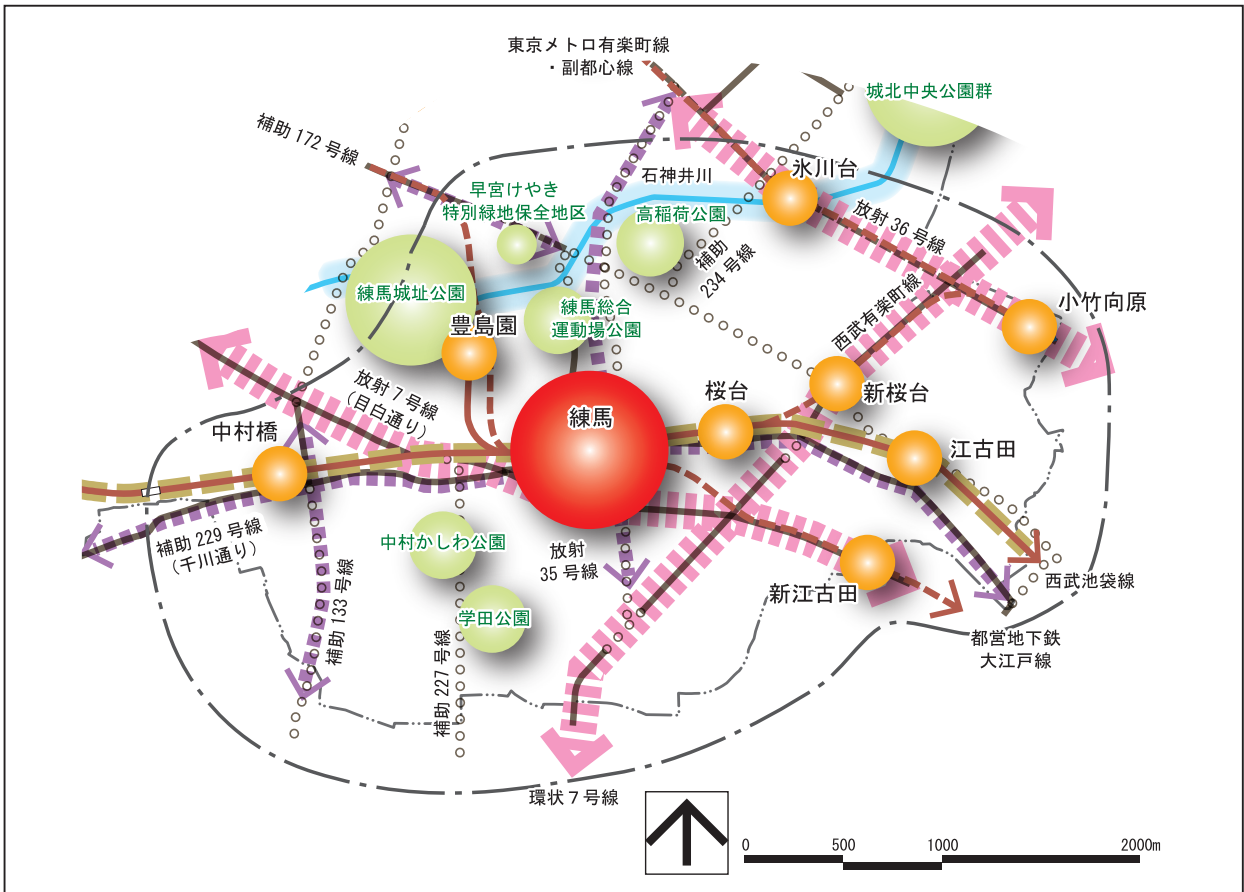 東京メトロ有楽町線
・副都心線
城北中央公園群
補助 172 号線
氷川台
石神井川
早宮けやき
特別緑地保全地区
高稲荷公園
放射 36 号線
補助
234 号線
練馬城址公園
練馬総合
運動場公園
西武有楽町線
小竹向原
豊島園
放射 7 号線
（目白通り）
練馬
桜台
新桜台
中村橋
江古田
補助 229 号線
（千川通り）
中村かしわ公園
放射
35 号線
新江古田
西武池袋線
補助 133 号線
学田公園
補助 227 号線
都営地下鉄
大江戸線
環状 7 号線
0
500
1000
2000m